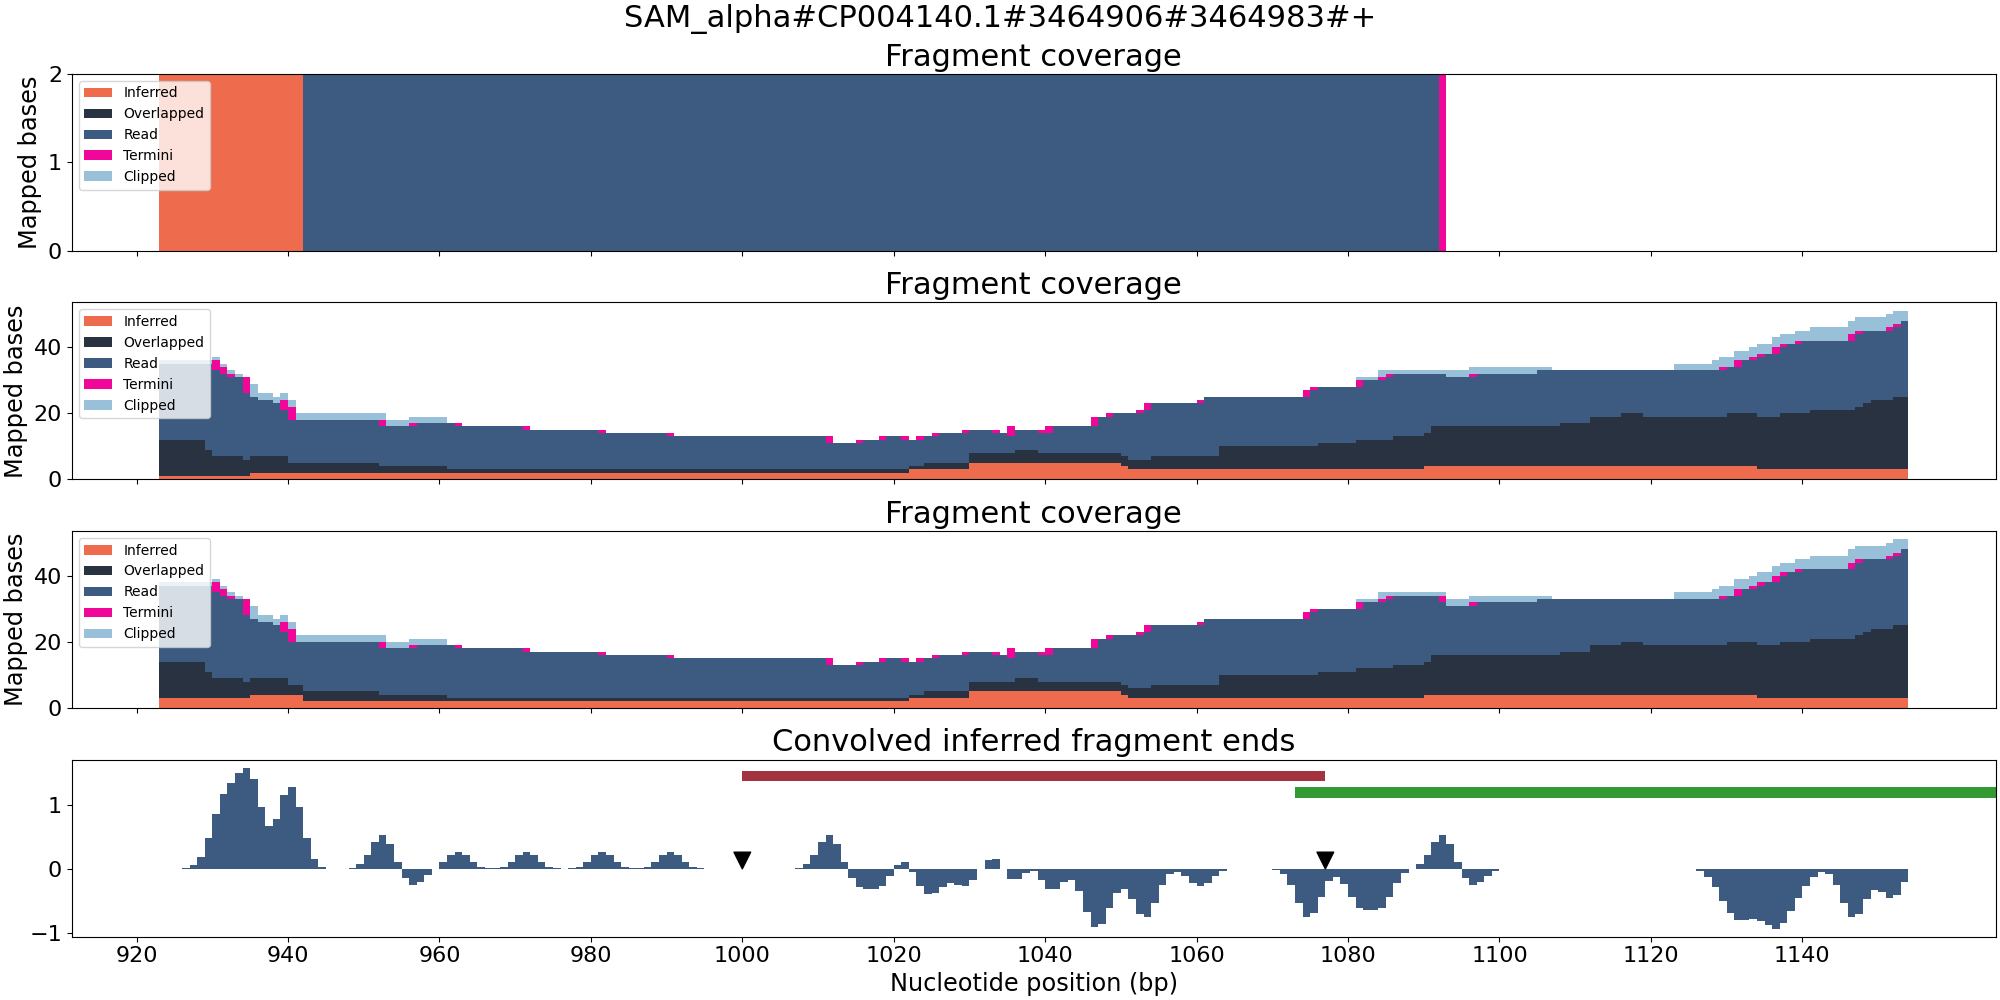 SAM_alpha#CP004140.1#3464906#3464983#+
Fragment coverage
Mapped bases
2
1
0
Inferred
Overlapped
Read
Termini
Clipped
Fragment coverage
Mapped bases
40
20
0
Inferred
Overlapped
Read
Termini
Clipped
Fragment coverage
Mapped bases
40
20
0
Inferred
Overlapped
Read
Termini
Clipped
Convolved inferred fragment ends
1
0
−1
920 940 960 980 1000 1020 1040 1060 1080 1100 1120 1140
Nucleotide position (bp)